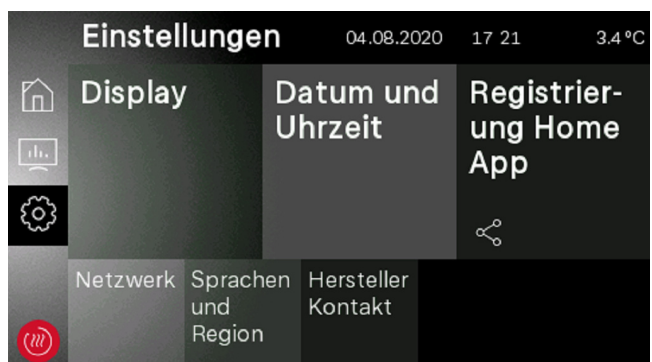 Einstellungen 04.08.2020 17 21 3.4 °C
Display
Datum und
Uhrzeit
Registrier-
ung Home
App
Netzwerk
Sprachen
und
Region
Hersteller
Kontakt